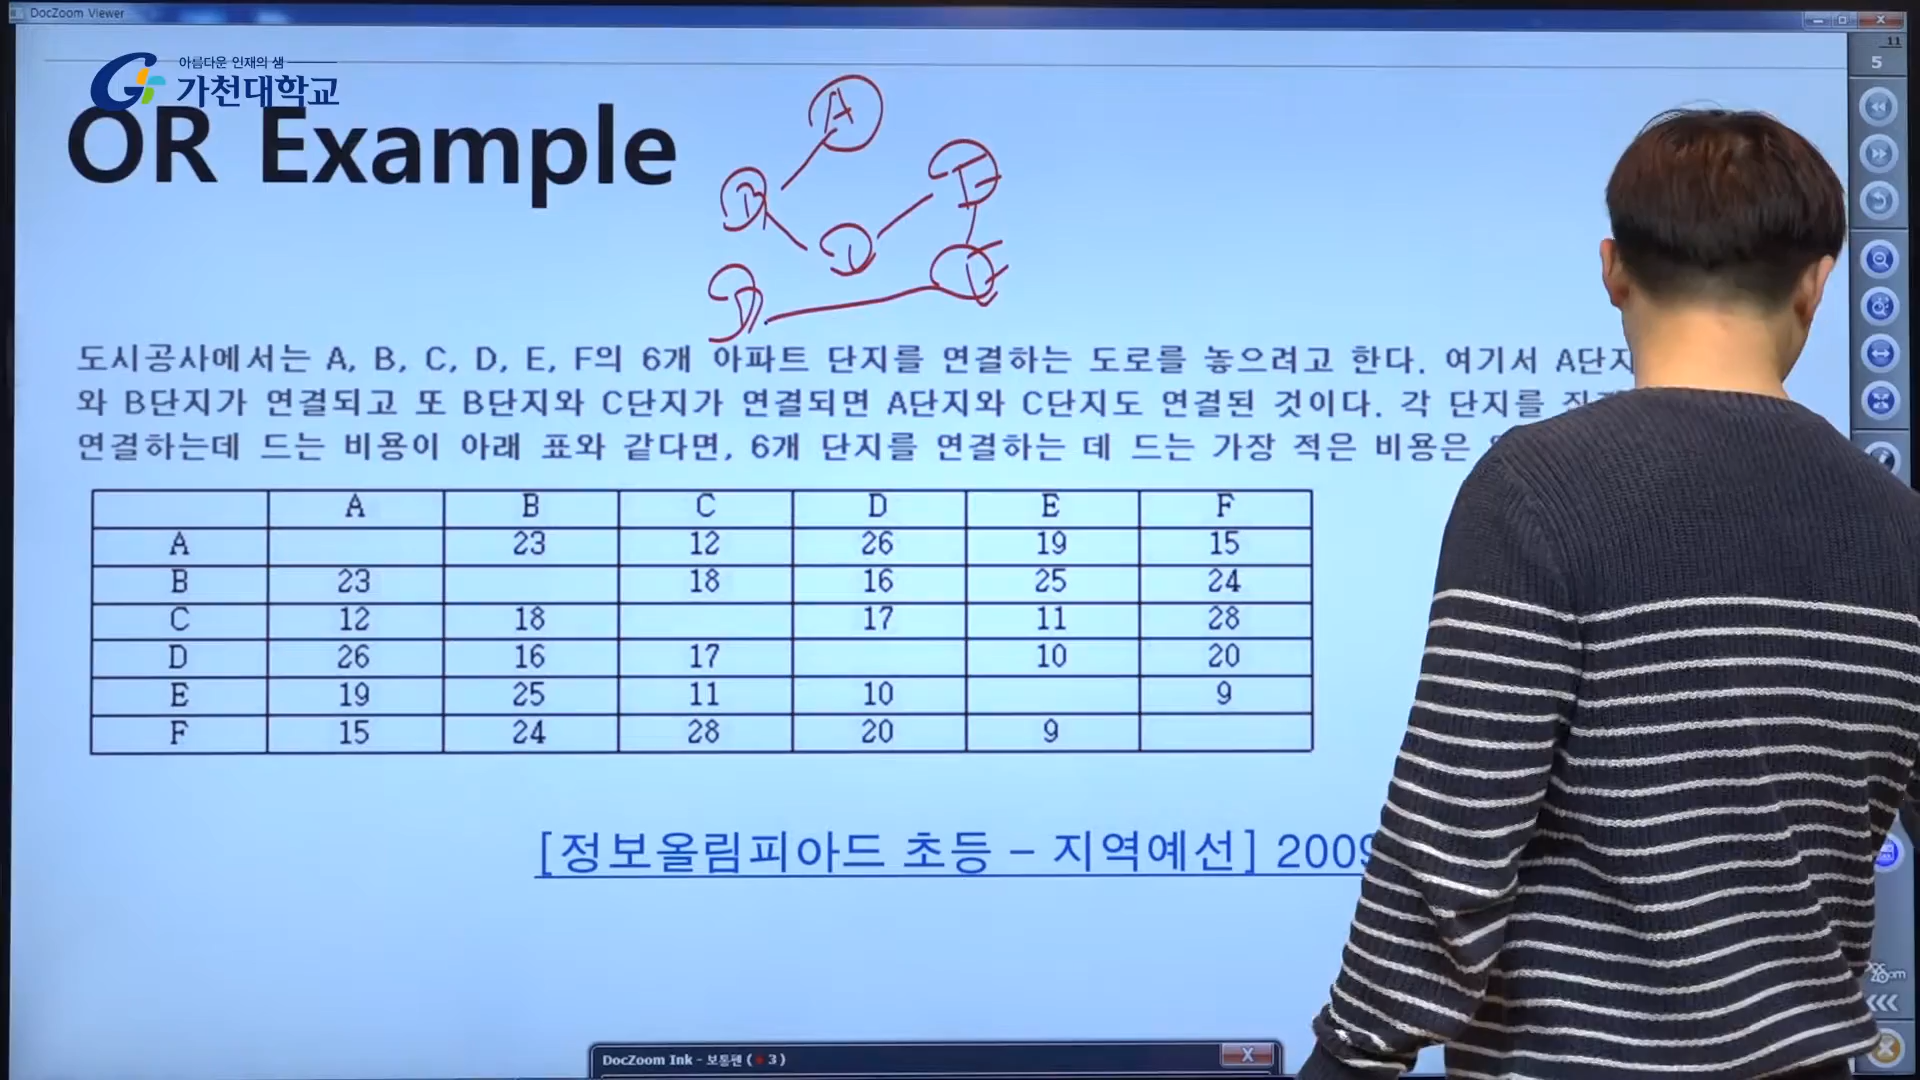 DocZoom Viewer
11
5
아름다운 인재의 샘
가천대학교
OR Example
A
B
D
도시공사에서는 A, B, C, D, E, F의 6개 아파트 단지를 연결하는 도로를 놓으려고 한다. 여기서 A단지
와 B단지가 연결되고 또 B단지와 C단지가 연결되면 A단지와 C단지도 연결된 것이다. 각 단지를
연결하는데 드는 비용이 아래 표와 같다면, 6개 단지를 연결하는 데 드는 가장 적은 비용은
A B C D E F
A 23 12 26 19 15
B 23 18 16 25 24
C 12 18 17 11 28
D 26 16 17 10 20
E 19 25 11 10 9
F 15 24 28 20 9
[정보올림피아드 초등 – 지역예선] 2009
DocZoom Ink - 보통펜 ( 3 )